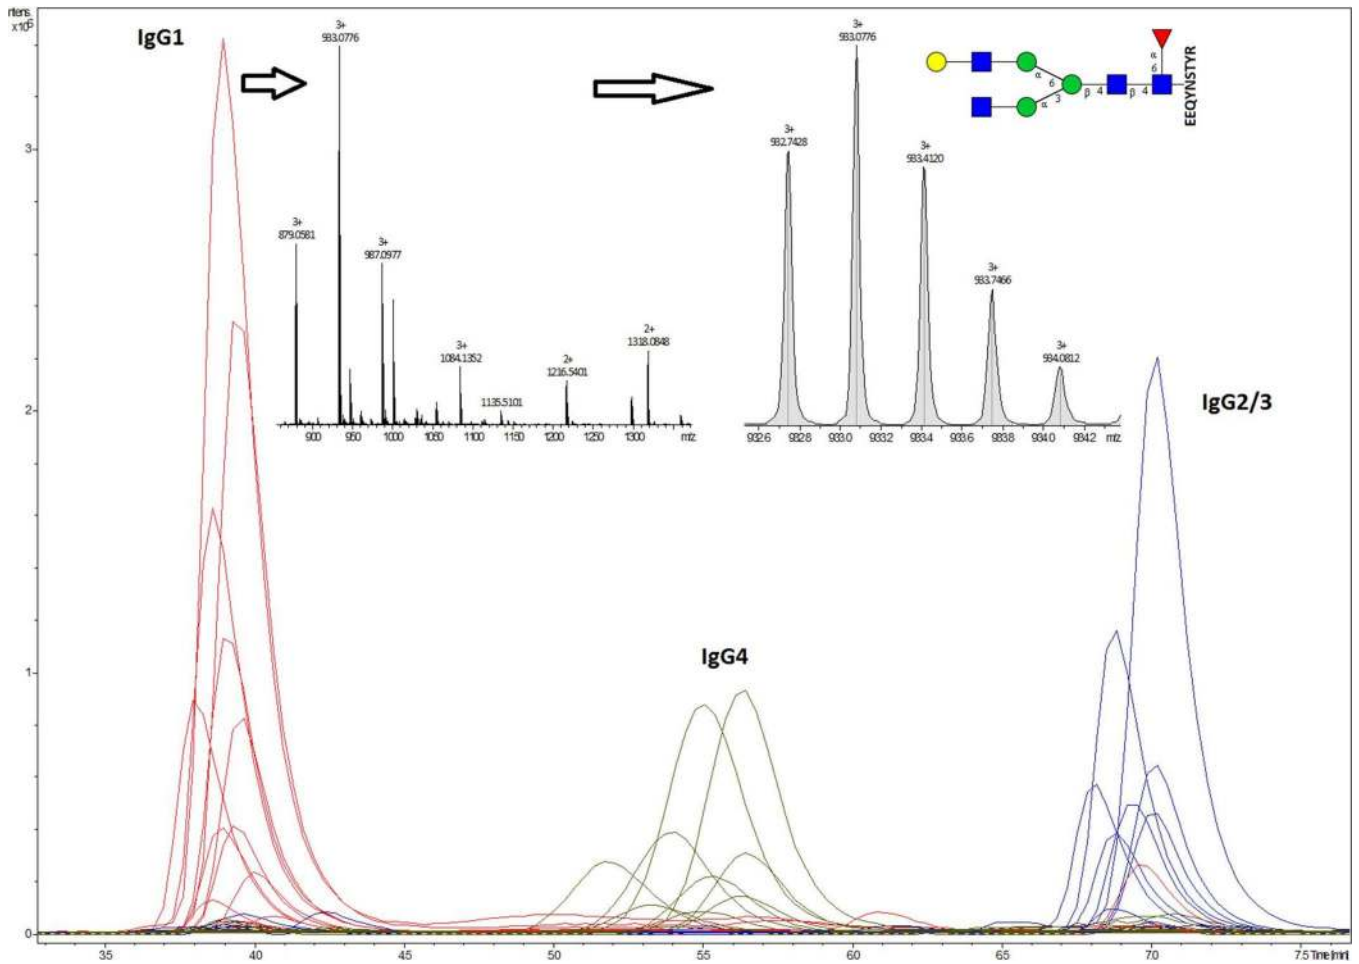 ntens.
x10⁶
IgG1
3+
933.0776
3+
879.0581
3+
987.0977
3+
1084.1352
1135.5101
2+
1216.5401
2+
1318.0848
900 950 1000 1050 1100 1150 1200 1250 1300 m/z
3+
933.0776
3+
932.7428
3+
933.4120
3+
933.7466
3+
934.0812
932.6 932.8 933.0 933.2 933.4 933.6 933.8 934.0 934.2 m/z
α 6
α 3
β 4
β 4
α 6
EEQYNSTYR
3
2
1
0
IgG4
IgG2/3
35 40 45 50 55 60 65 70 75 Time [min]